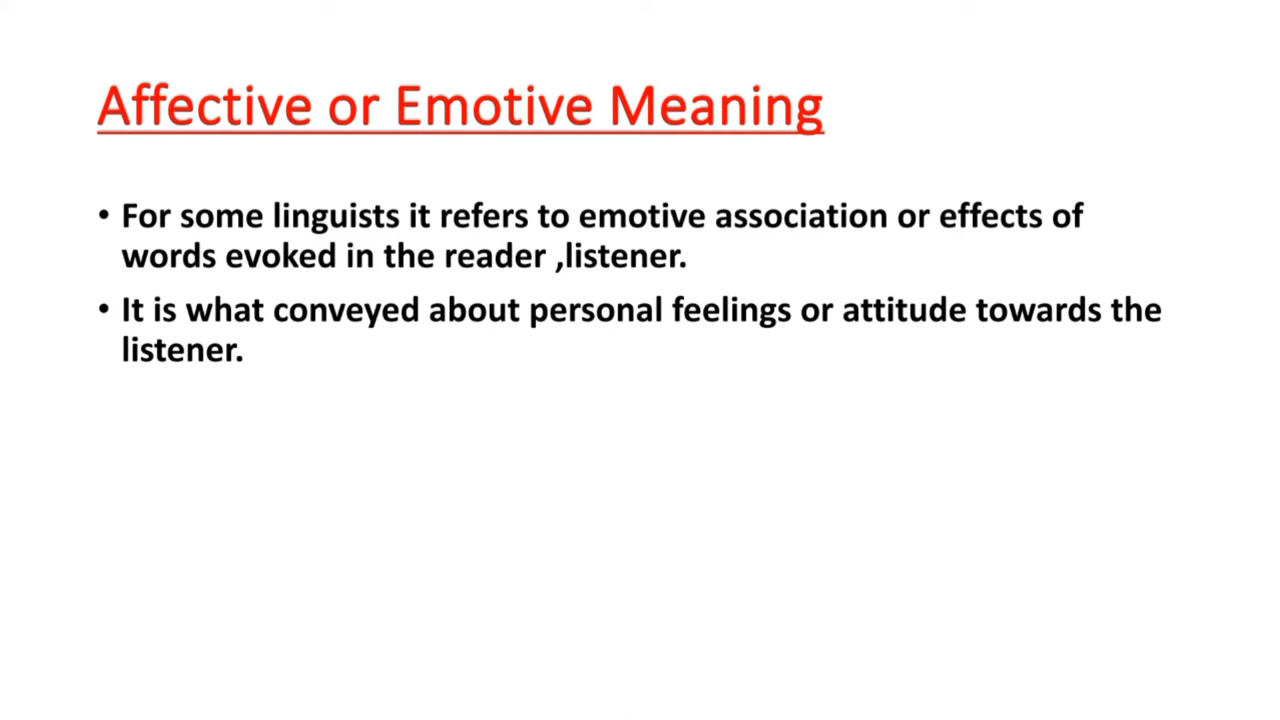 Affective or Emotive Meaning
• For some linguists it refers to emotive association or effects of
words evoked in the reader ,listener.
• It is what conveyed about personal feelings or attitude towards the
listener.